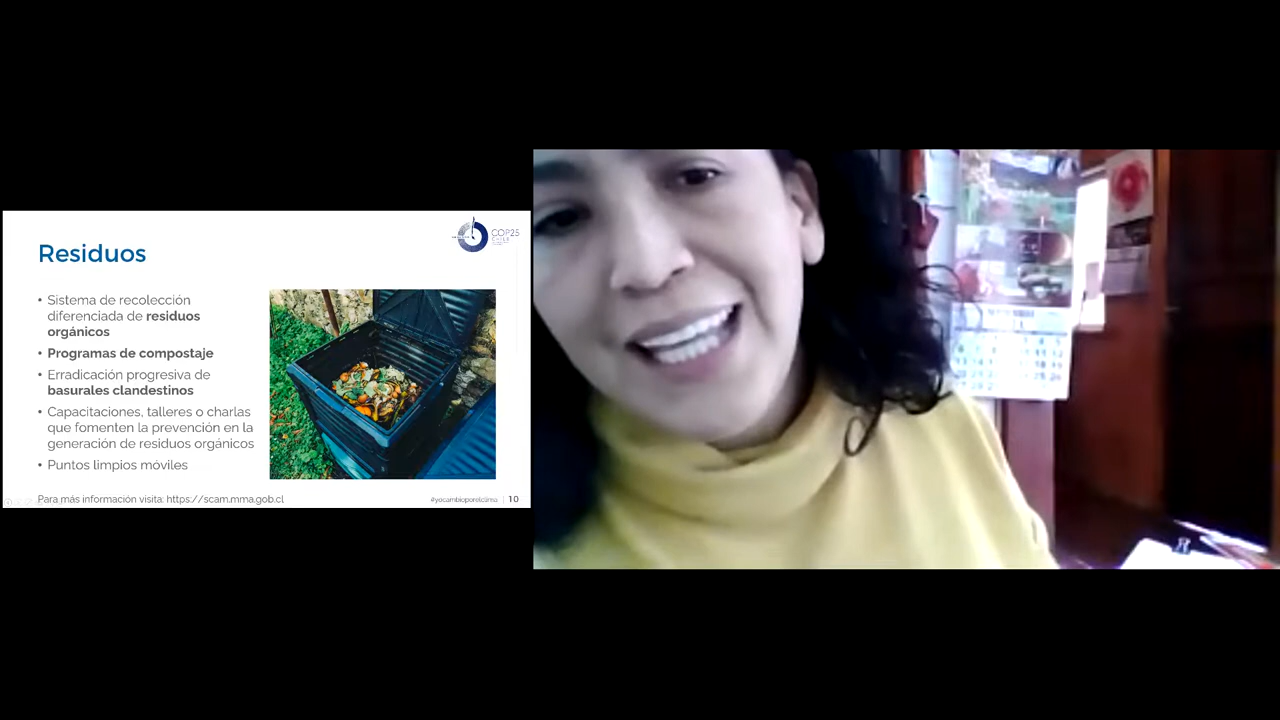 Residuos
COP25
CHILE
• Sistema de recolección
diferenciada de residuos
orgánicos
• Programas de compostaje
• Erradicación progresiva de
basurales clandestinos
• Capacitaciones, talleres o charlas
que fomenten la prevención en la
generación de residuos orgánicos
• Puntos limpios móviles
Para más información visita: https://scam.mma.gob.cl
#yocambioporelclima | 10